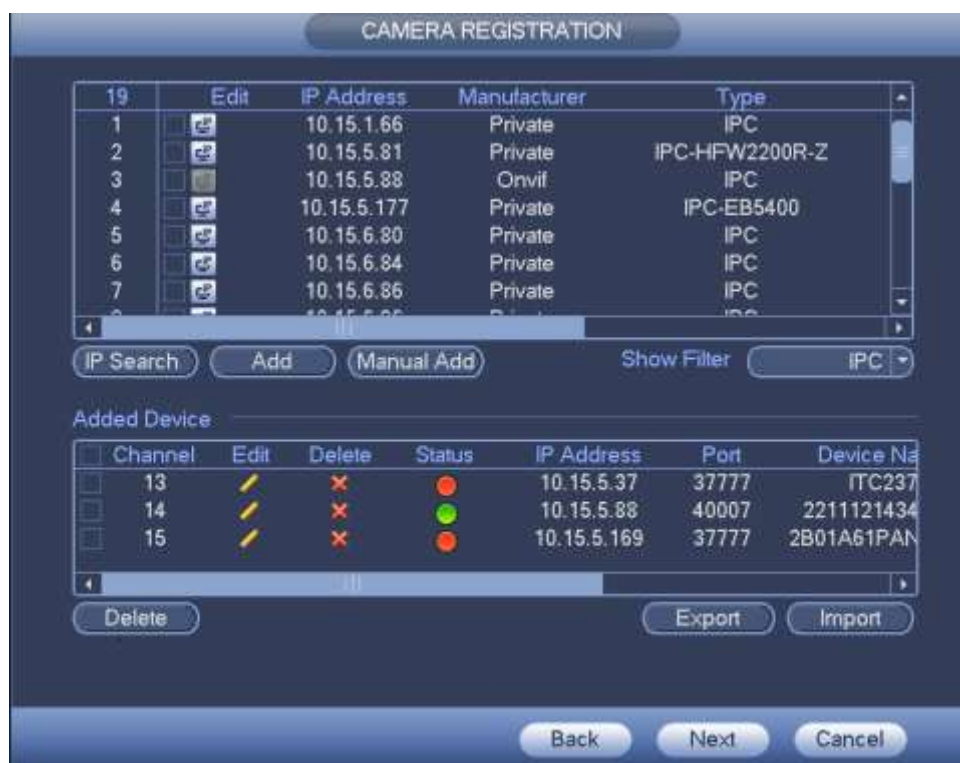 CAMERA REGISTRATION
19 Edit IP Address Manufacturer Type
1 10.15.1.66 Private IPC
2 10.15.5.81 Private IPC-HFW2200R-Z
3 10.15.5.88 Onvif IPC
4 10.15.5.177 Private IPC-EB5400
5 10.15.6.80 Private IPC
6 10.15.6.84 Private IPC
7 10.15.6.86 Private IPC
IP Search Add Manual Add Show Filter IPC
Added Device
Channel Edit Delete Status IP Address Port Device Na
13 10.15.5.37 37777 ITC237
14 10.15.5.88 40007 2211121434
15 10.15.5.169 37777 2B01A61PAN
Delete Export Import
Back Next Cancel